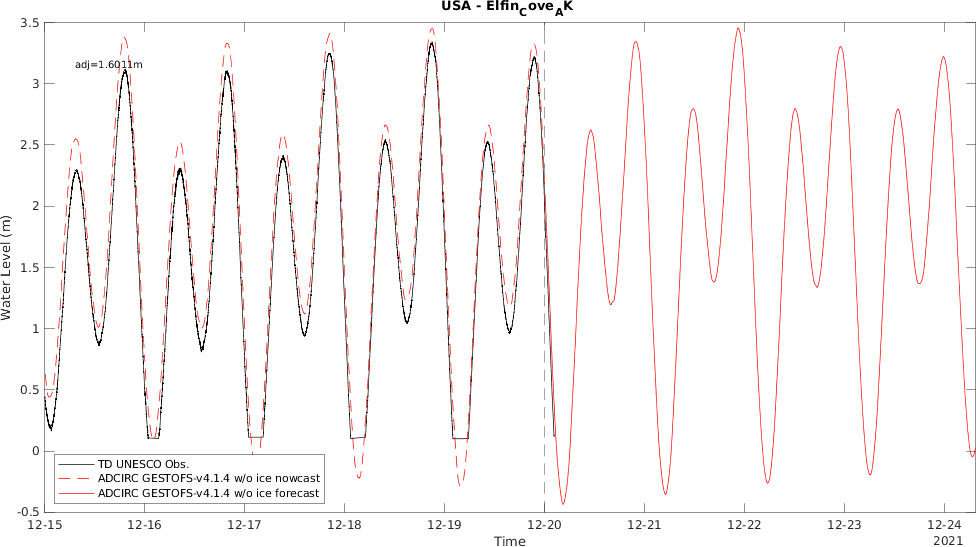 USA - ElfinCoveAK
adj=1.6011m
3.5
3
2.5
2
1.5
1
0.5
0
-0.5
Water Level (m)
TD UNESCO Obs.
ADCIRC GESTOFS-v4.1.4 w/o ice nowcast
ADCIRC GESTOFS-v4.1.4 w/o ice forecast
12-15 12-16 12-17 12-18 12-19 12-20 12-21 12-22 12-23 12-24
Time
2021